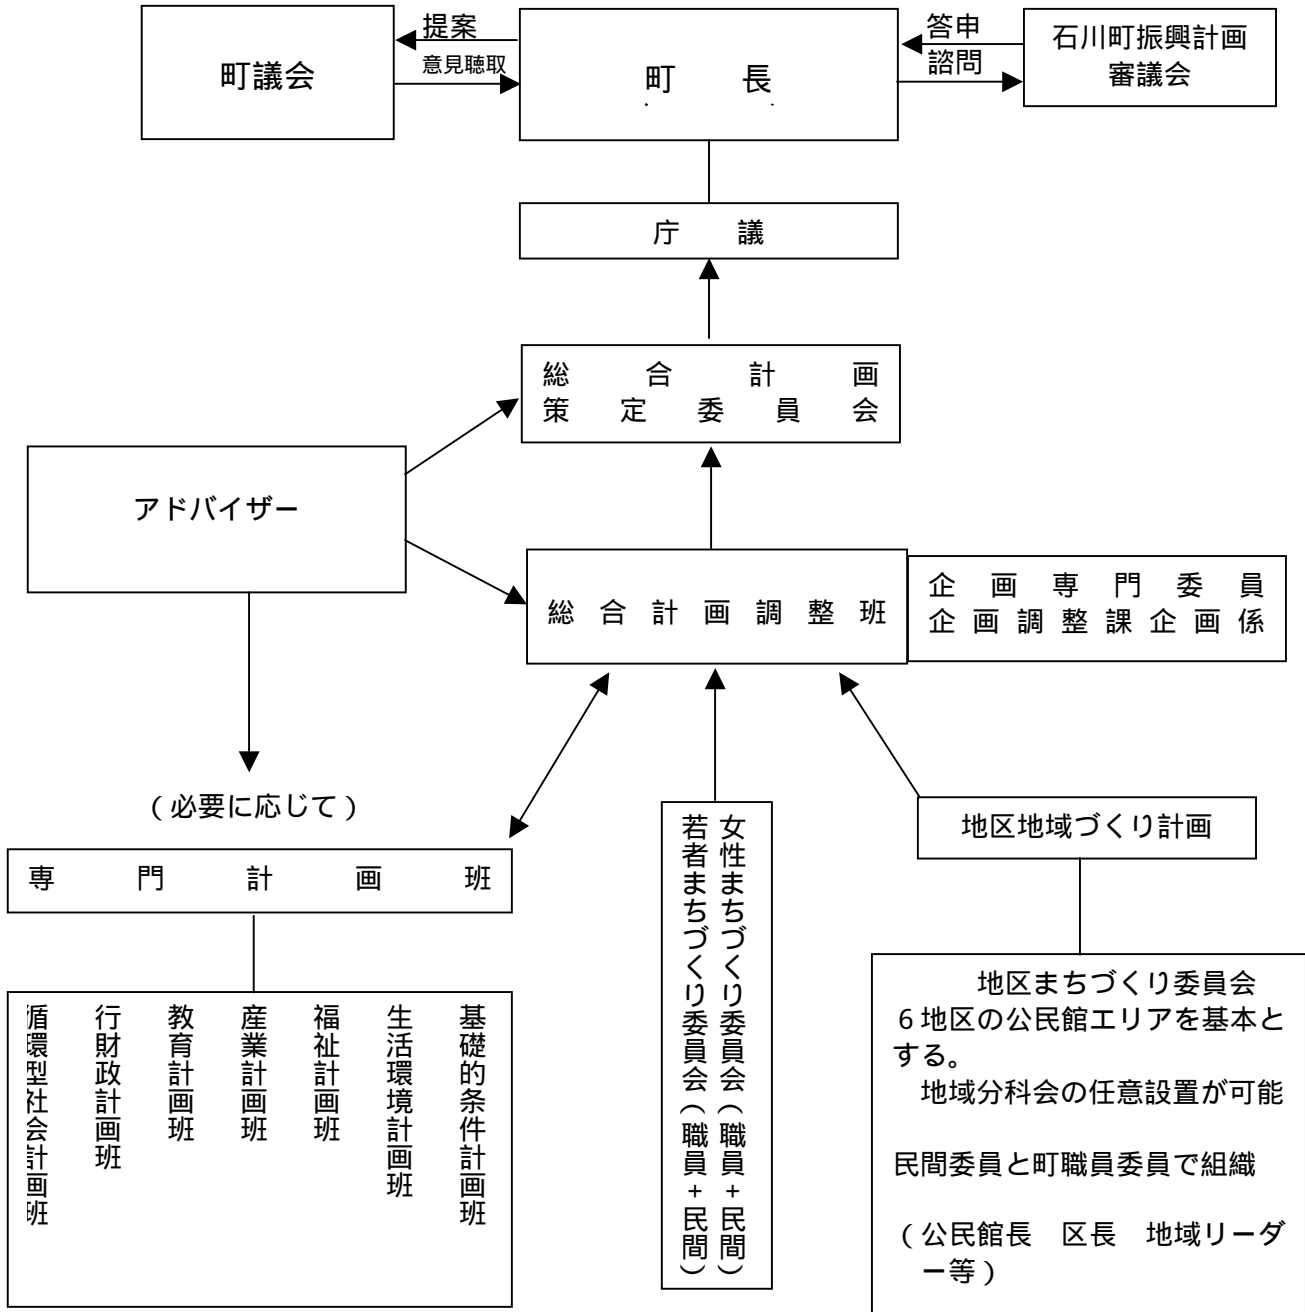 町議会
提案
意見聴取
町　長
答申
諮問
石川町振興計画
審議会
庁　議
総合計画
策定委員会
アドバイザー
総合計画調整班
企画専門委員
企画調整課企画係
（必要に応じて）
専門計画班
基礎的条件計画班
生活環境計画班
福祉計画班
産業計画班
教育計画班
行財政計画班
循環型社会計画班
女性まちづくり委員会（職員+民間）
若者まちづくり委員会（職員+民間）
地区地域づくり計画
地区まちづくり委員会
6地区の公民館エリアを基本と
する。
地域分科会の任意設置が可能
民間委員と町職員委員で組織
（公民館長　区長　地域リーダ
ー等）